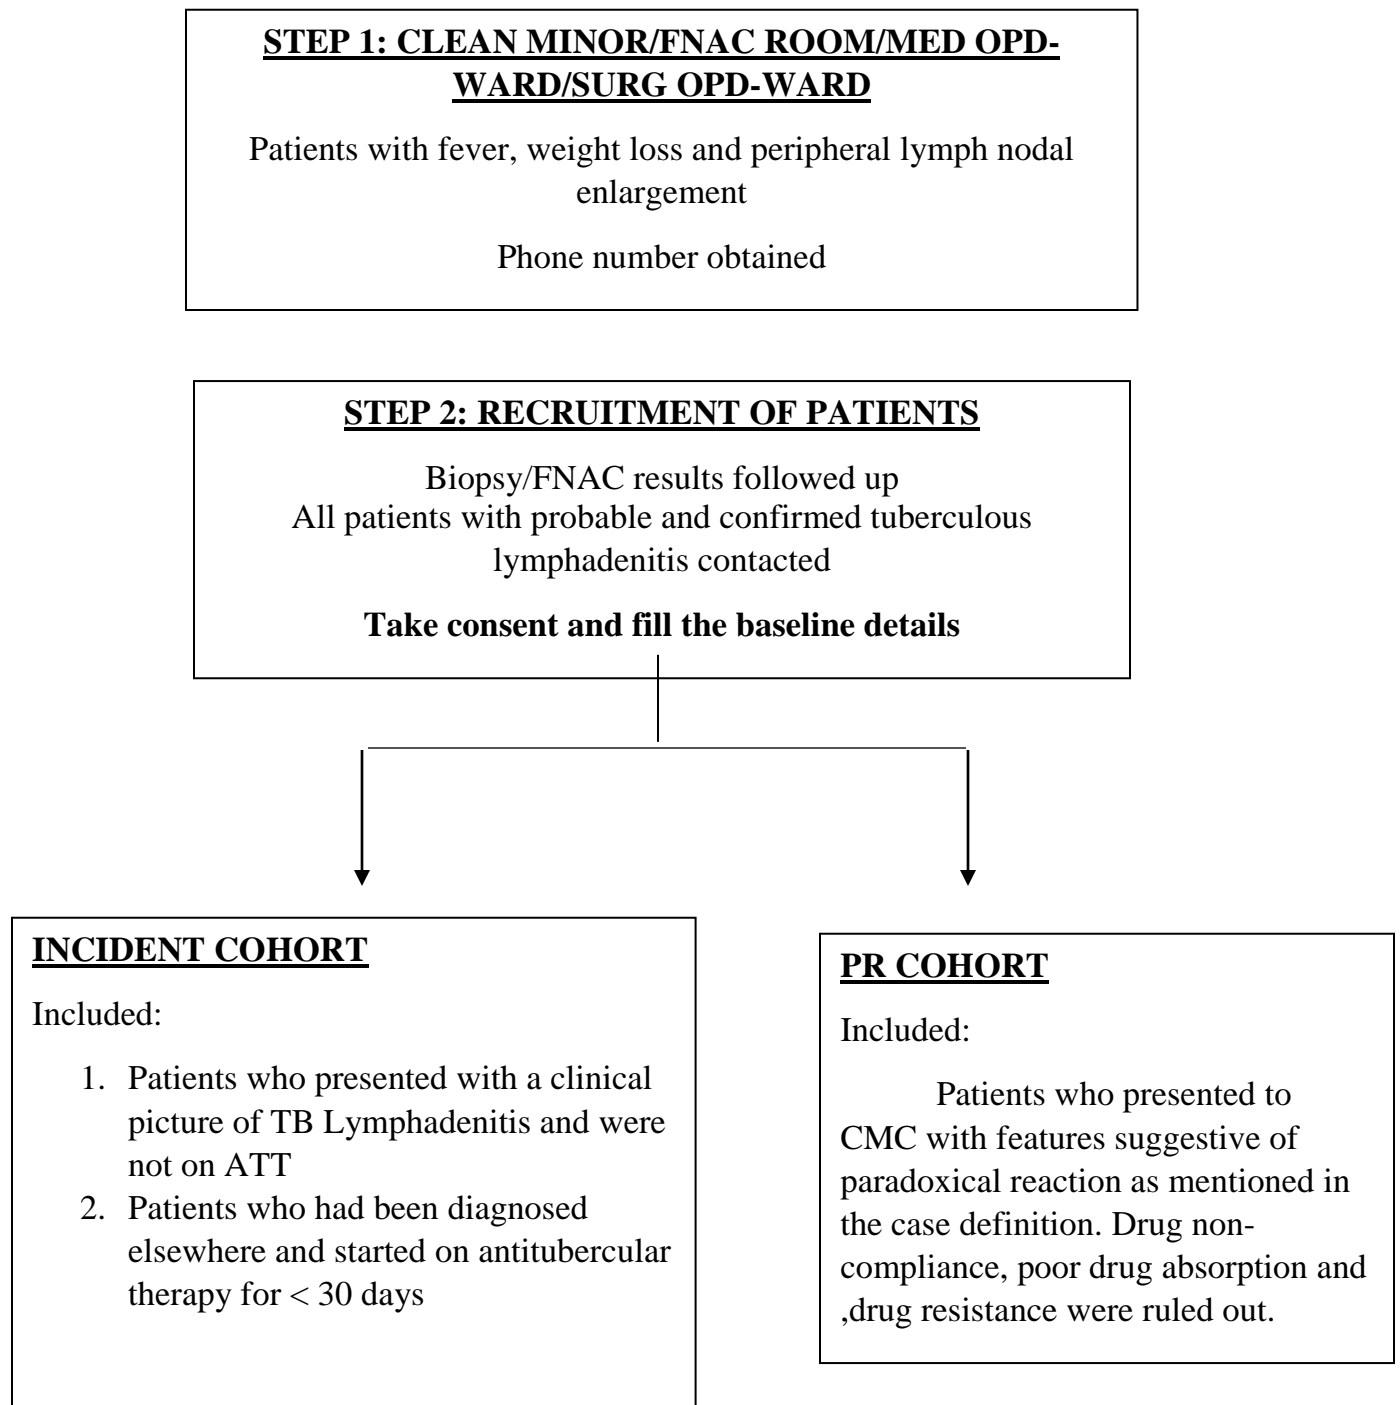 STEP 1: CLEAN MINOR/FNAC ROOM/MED OPD-
WARD/SURG OPD-WARD
Patients with fever, weight loss and peripheral lymph nodal
enlargement
Phone number obtained
STEP 2: RECRUITMENT OF PATIENTS
Biopsy/FNAC results followed up
All patients with probable and confirmed tuberculous
lymphadenitis contacted
Take consent and fill the baseline details
INCIDENT COHORT
Included:
1. Patients who presented with a clinical
picture of TB Lymphadenitis and were
not on ATT
2. Patients who had been diagnosed
elsewhere and started on antitubercular
therapy for < 30 days
PR COHORT
Included:
Patients who presented to
CMC with features suggestive of
paradoxical reaction as mentioned in
the case definition. Drug non-
compliance, poor drug absorption and
,drug resistance were ruled out.